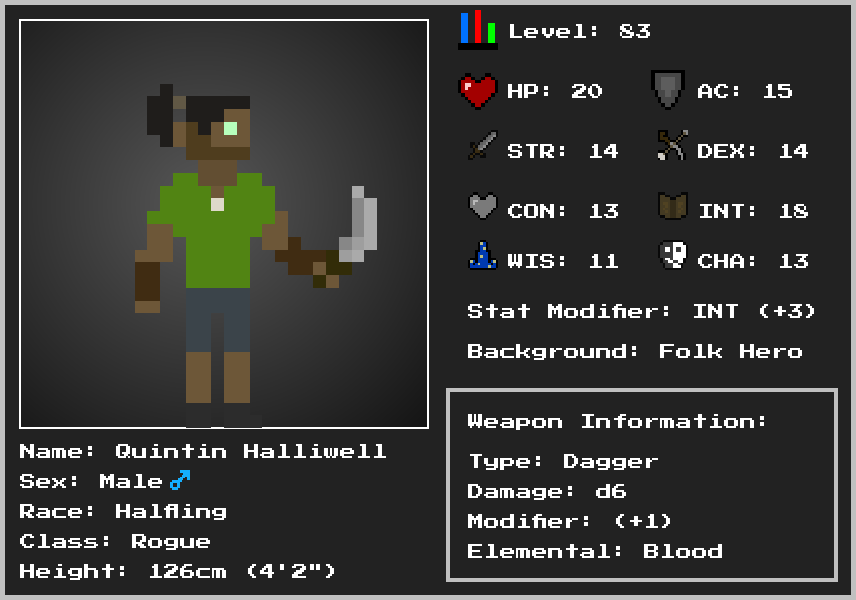 Level: 83
HP: 20
AC: 15
STR: 14
DEX: 14
CON: 13
INT: 18
WIS: 11
CHA: 13
Stat Modifier: INT (+3)
Background: Folk Hero
Name: Quintin Halliwell
Sex: Male ♂
Race: Halfling
Class: Rogue
Height: 126cm (4'2")
Weapon Information:
Type: Dagger
Damage: d6
Modifier: (+1)
Elemental: Blood